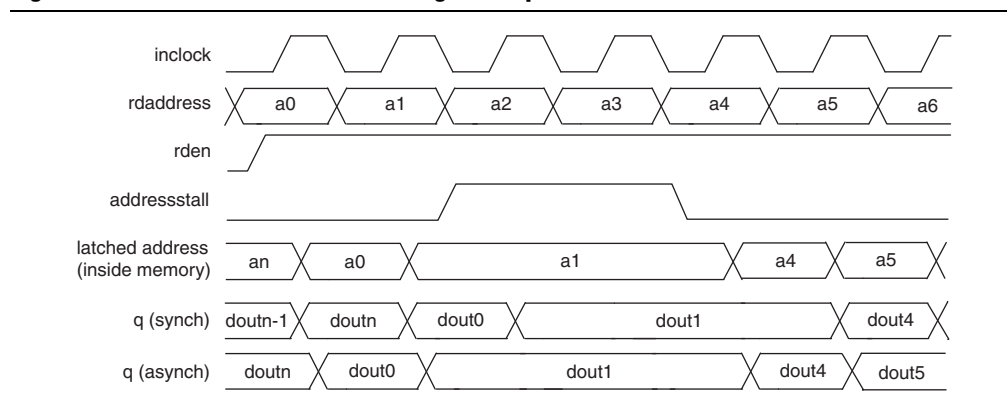 inclock
rdaddress a0 a1 a2 a3 a4 a5 a6
rden
addressstall
latched address
(inside memory) an a0 a1 a4 a5
q (synch) doutn-1 doutn dout0 dout1 dout4
q (asynch) doutn dout0 dout1 dout4 dout5